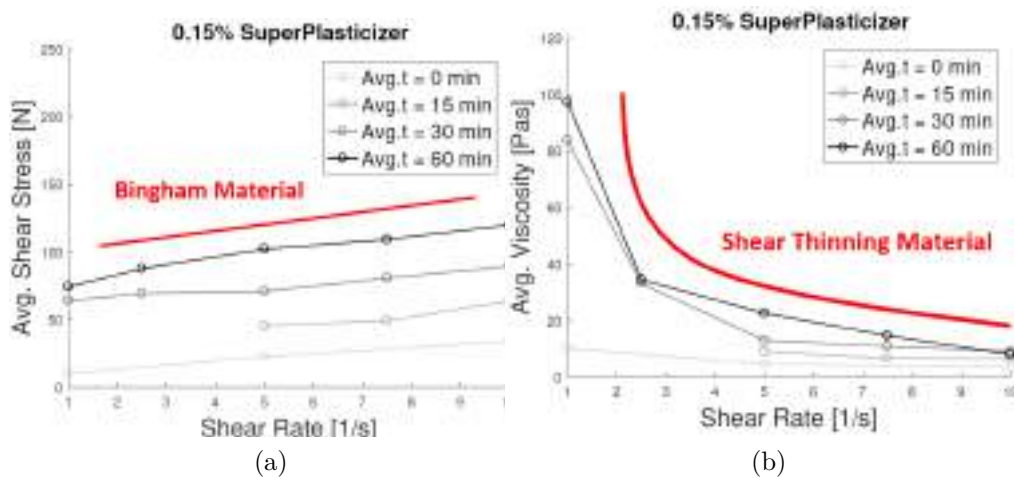 0.15% SuperPlasticizer
250
200
150
100
50
0
Avg. Shear Stress [N]
Avg.t = 0 min
Avg.t = 15 min
Avg.t = 30 min
Avg.t = 60 min
Bingham Material
1 2 3 4 5 6 7 8 9
Shear Rate [1/s]
(a)
0.15% SuperPlasticizer
120
100
80
60
40
20
0
Avg. Viscosity [Pas]
Avg.t = 0 min
Avg.t = 15 min
Avg.t = 30 min
Avg.t = 60 min
Shear Thinning Material
1 2 3 4 5 6 7 8 9
Shear Rate [1/s]
(b)